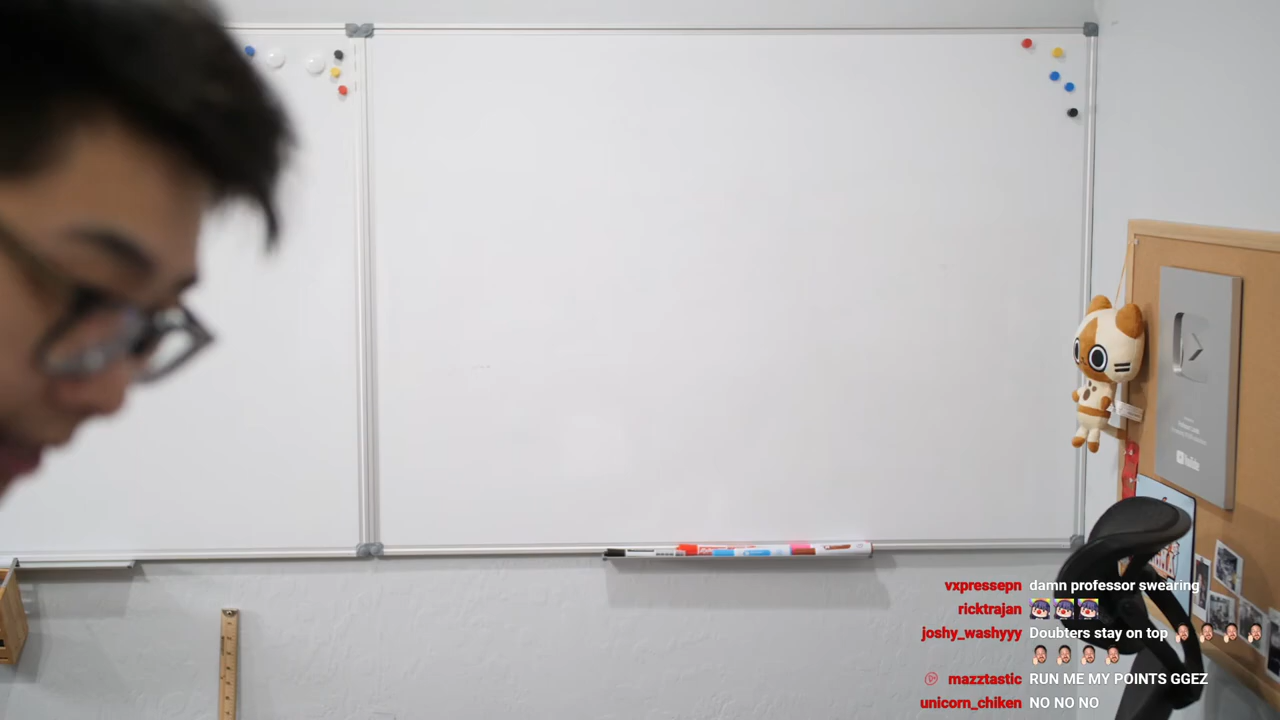 YouTube
vxpressepn damn professor swearing
ricktrajan
joshy_washyyy Doubters stay on top
mazztastic RUN ME MY POINTS GGEZ
unicorn_chiken NO NO NO